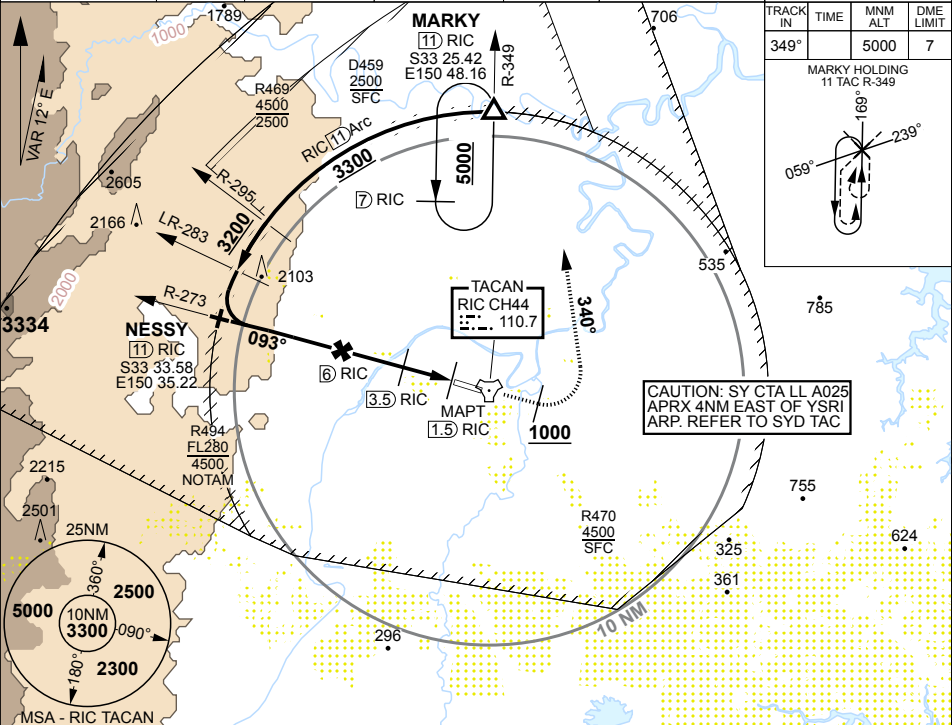 1789
1000
VAR 12° E
MARKY
11 RIC
S33 25.42
E150 48.16
R-349
706
D459
2500
SFC
R469
4500
2500
RIC 11 Arc
3300
5000
7 RIC
2605
2166
R-295
LR-283
3200
2103
2000
R-273
3334
NESSY
11 RIC
S33 33.58
E150 35.22
093°
6 RIC
3.5 RIC
MAPT
1.5 RIC
TACAN
RIC CH44
110.7
340°
1000
535
785
CAUTION: SY CTA LL A025
APRX 4NM EAST OF YSRI
ARP. REFER TO SYD TAC
R494
FL280
4500
NOTAM
2215
2501
R470
4500
SFC
755
624
325
361
296
10 NM
25NM
360°
2500
5000
10NM
3300
090°
180°
2300
MSA - RIC TACAN
TRACK IN TIME MNM ALT DME LIMIT
349° 5000 7
MARKY HOLDING
11 TAC R-349
169°
239°
059°